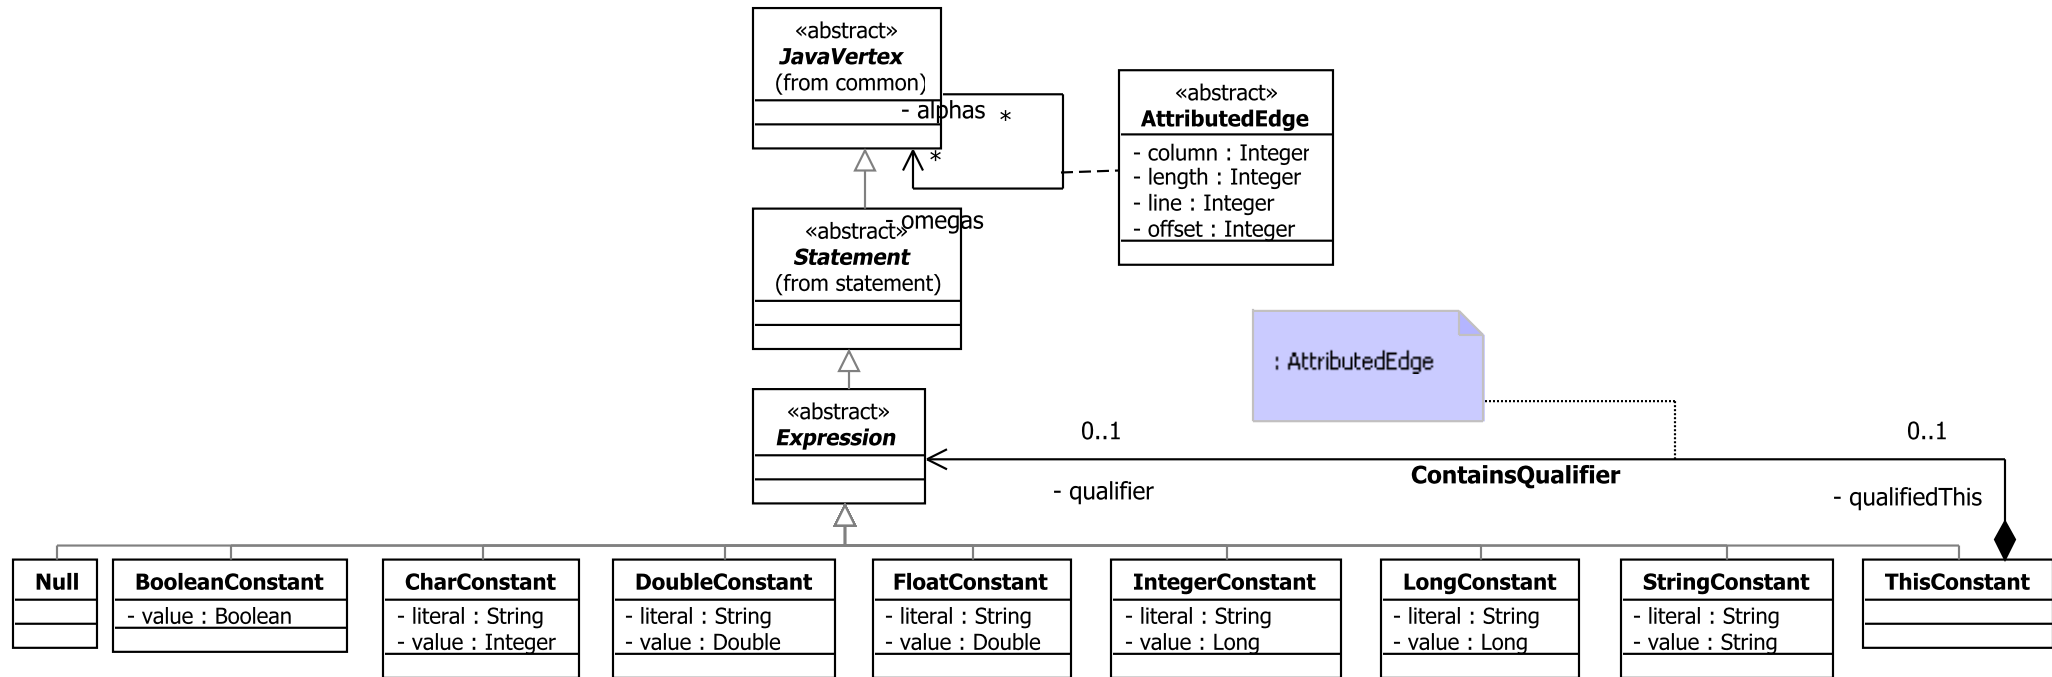 «abstract»
JavaVertex
(from common)
- alphas
*
*
- omegas
«abstract»
AttributedEdge
- column : Integer
- length : Integer
- line : Integer
- offset : Integer
«abstract»
Statement
(from statement)
: AttributedEdge
«abstract»
Expression
0..1
0..1
ContainsQualifier
- qualifier
- qualifiedThis
Null
BooleanConstant
- value : Boolean
CharConstant
- literal : String
- value : Integer
DoubleConstant
- literal : String
- value : Double
FloatConstant
- literal : String
- value : Double
IntegerConstant
- literal : String
- value : Long
LongConstant
- literal : String
- value : Long
StringConstant
- literal : String
- value : String
ThisConstant